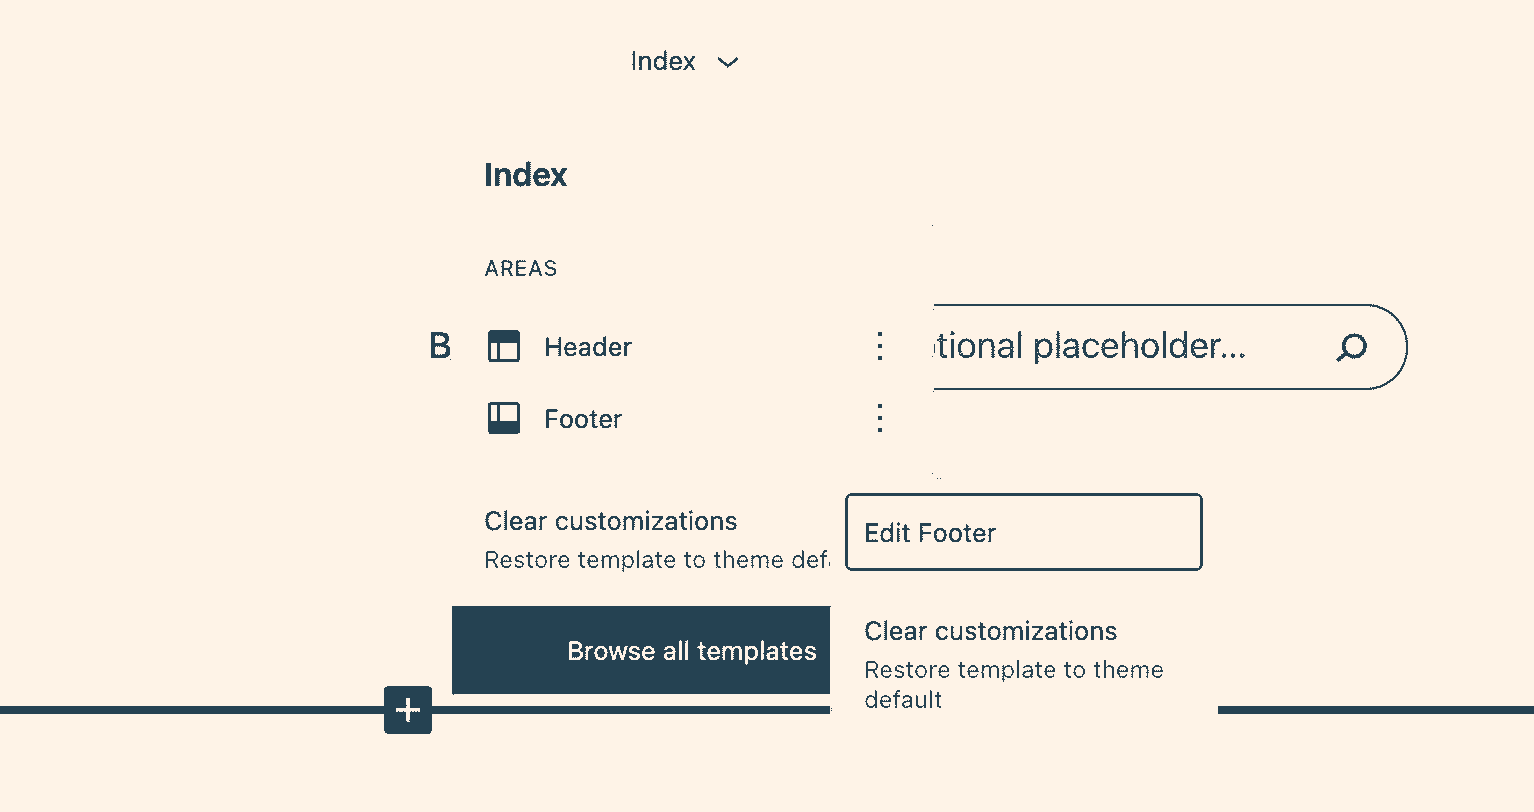 Index
Index
AREAS
B
Header
tional placeholder...
Footer
Clear customizations
Restore template to theme
Edit Footer
Browse all templates
Clear customizations
Restore template to theme
default